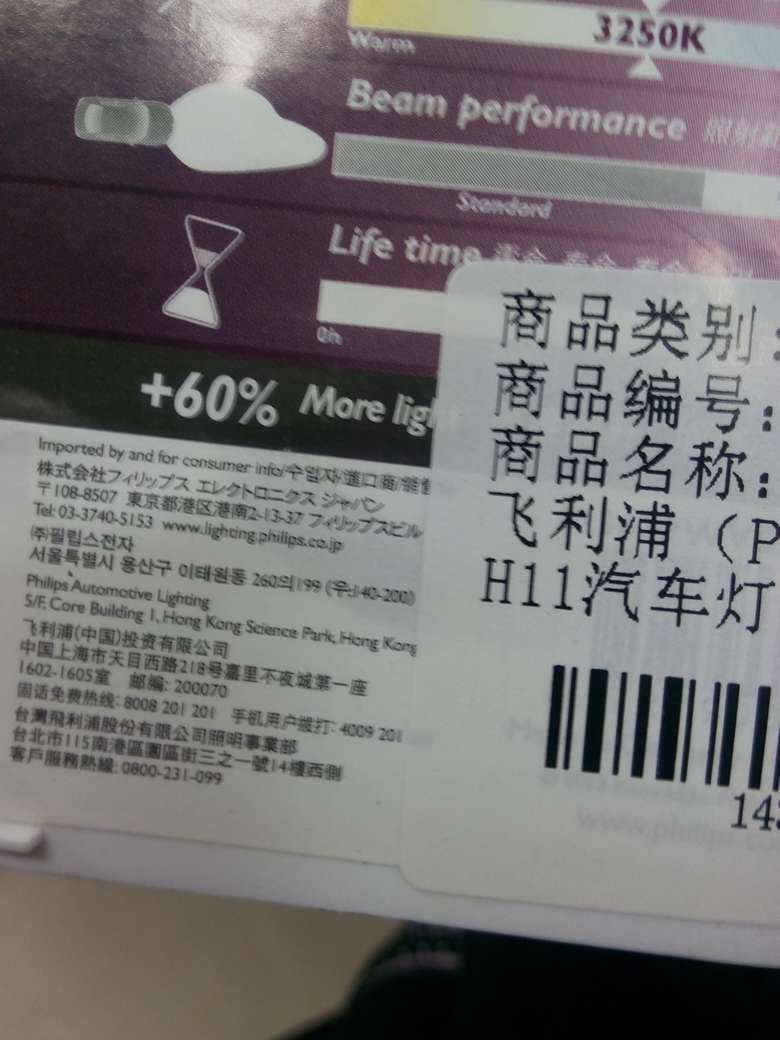 3250K
Warm
Beam performance 照射
Standard
Life time 寿命
0h
+60% More ligh
Imported by and for consumer info/수입자/進口商/銷售
株式会社フィリップス エレクトロニクス ジャパン
〒108-8507 東京都港区港南2-13-37 フィリップスビル
Tel: 03-3740-5153 www.lighting.philips.co.jp
(주)필립스전자
서울특별시 용산구 이태원동 260의199 (우:140-200)
Philips Automotive Lighting
5/F, Core Building 1, Hong Kong Science Park, Hong Kong
飞利浦(中国)投资有限公司
中国上海市天目西路218号嘉里不夜城第一座
1602-1605室 邮编: 200070
固话免费热线: 8008 201 201 手机用户拨打: 4009 201
台灣飛利浦股份有限公司照明事業部
台北市115南港區園區街三之一號14樓西側
客戶服務熱線: 0800-231-099
商品类别:
商品编号:
商品名称:
飞利浦（P
H11汽车灯